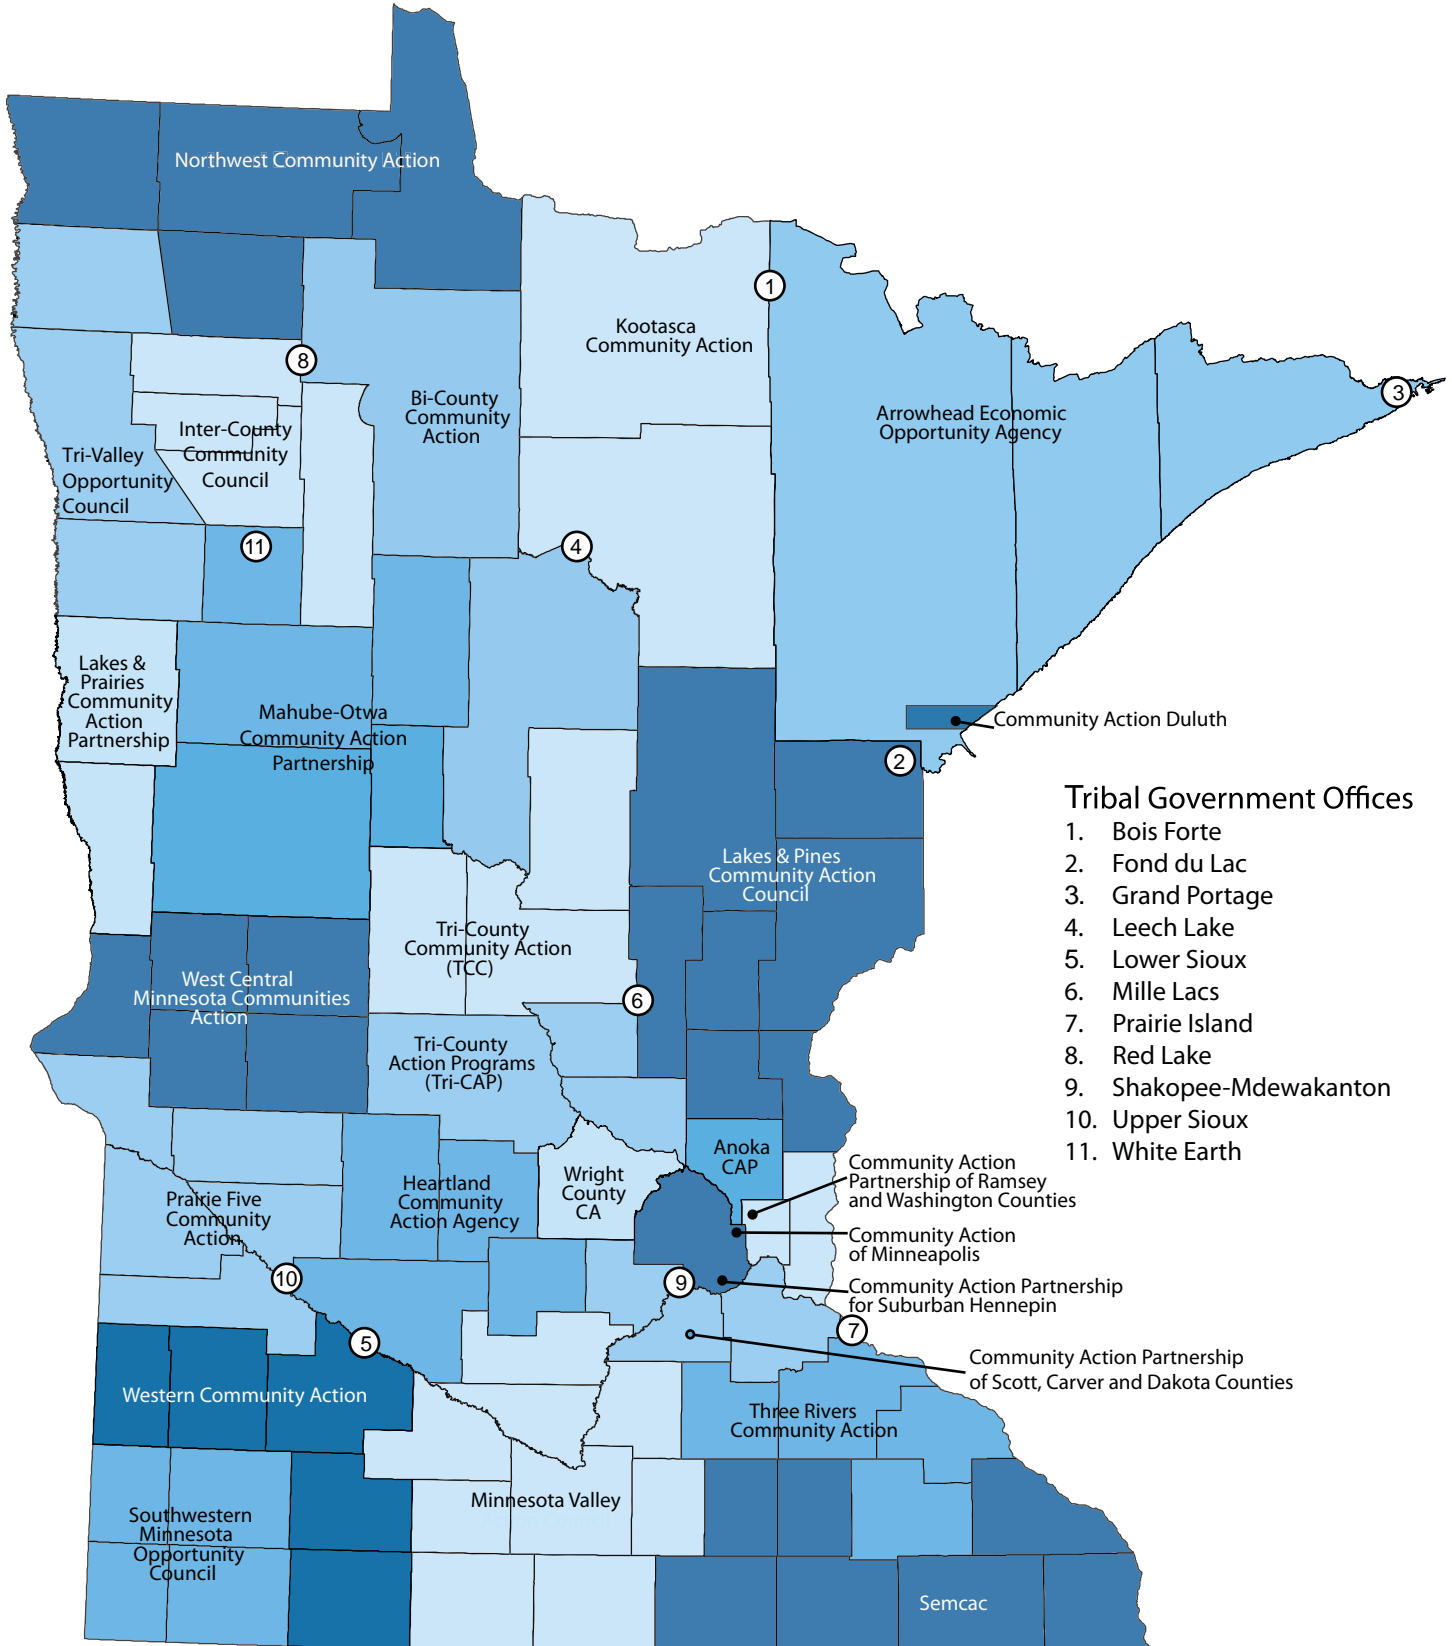 Northwest Community Action
1
Kootasca
Community Action
8
3
Bi-County
Community
Action
Arrowhead Economic
Opportunity Agency
Inter-County
Community
Council
Tri-Valley
Opportunity
Council
11
4
Lakes &
Prairies
Community
Action
Partnership
Mahube-Otwa
Community Action
Partnership
Community Action Duluth
2
Tribal Government Offices
1. Bois Forte
2. Fond du Lac
3. Grand Portage
4. Leech Lake
5. Lower Sioux
6. Mille Lacs
7. Prairie Island
8. Red Lake
9. Shakopee-Mdewakanton
10. Upper Sioux
11. White Earth
Lakes & Pines
Community Action
Council
Tri-County
Community Action
(TCC)
West Central
Minnesota Communities
Action
6
Tri-County
Action Programs
(Tri-CAP)
Anoka
CAP
Wright
County
CA
Heartland
Community
Action Agency
Prairie Five
Community
Action
Community Action
Partnership of Ramsey
and Washington Counties
Community Action
of Minneapolis
Community Action Partnership
for Suburban Hennepin
10
9
7
5
Community Action Partnership
of Scott, Carver and Dakota Counties
Western Community Action
Three Rivers
Community Action
Minnesota Valley
Action Council
Southwestern
Minnesota
Opportunity
Council
Semcac